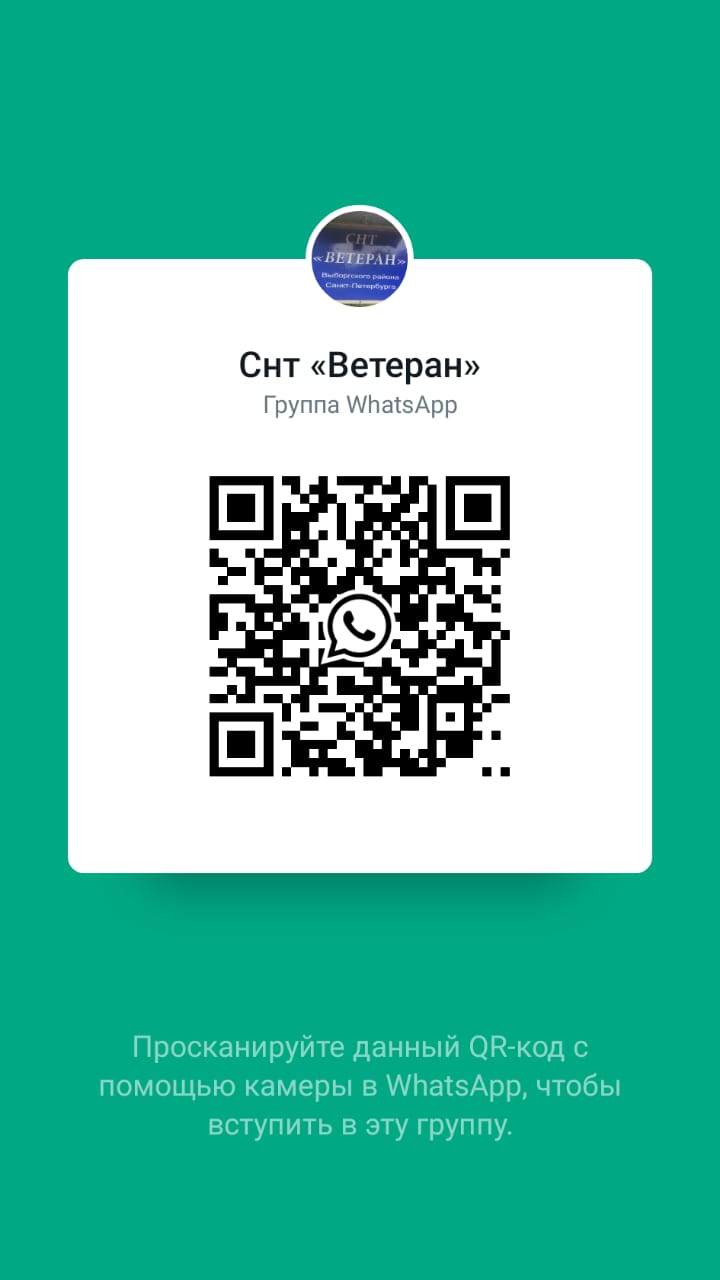 СНТ
«ВЕТЕРАН»
Выборгского района
Санкт-Петербурга
Снт «Ветеран»
Группа WhatsApp
Просканируйте данный QR-код с
помощью камеры в WhatsApp, чтобы
вступить в эту группу.